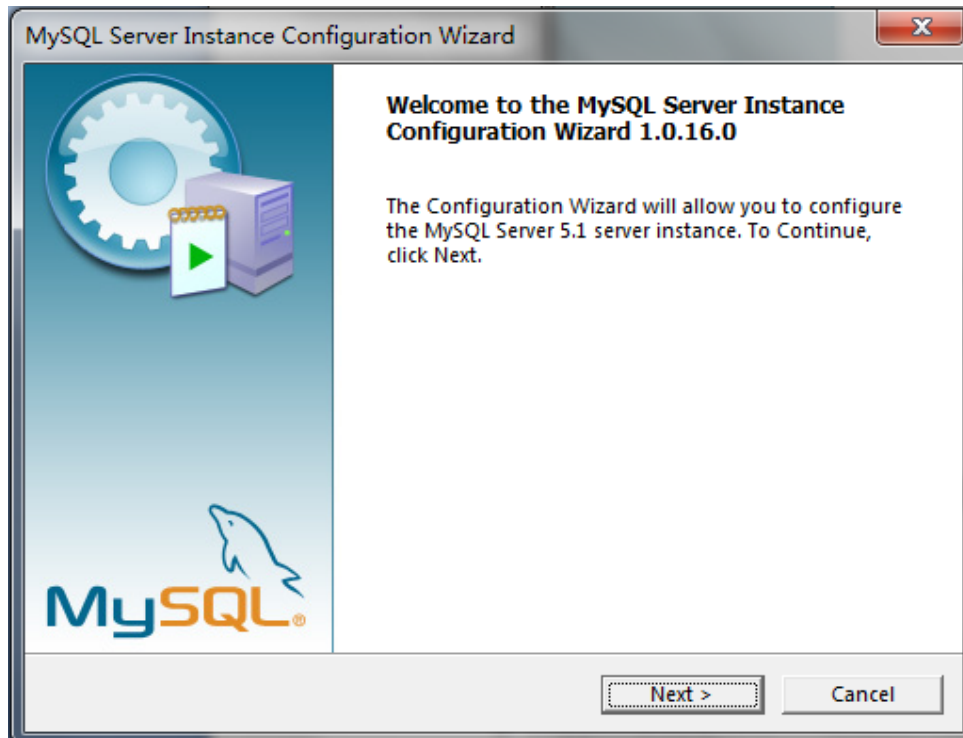 MySQL Server Instance Configuration Wizard
X
Welcome to the MySQL Server Instance
Configuration Wizard 1.0.16.0
The Configuration Wizard will allow you to configure
the MySQL Server 5.1 server instance. To Continue,
click Next.
MySQL®
Next >
Cancel